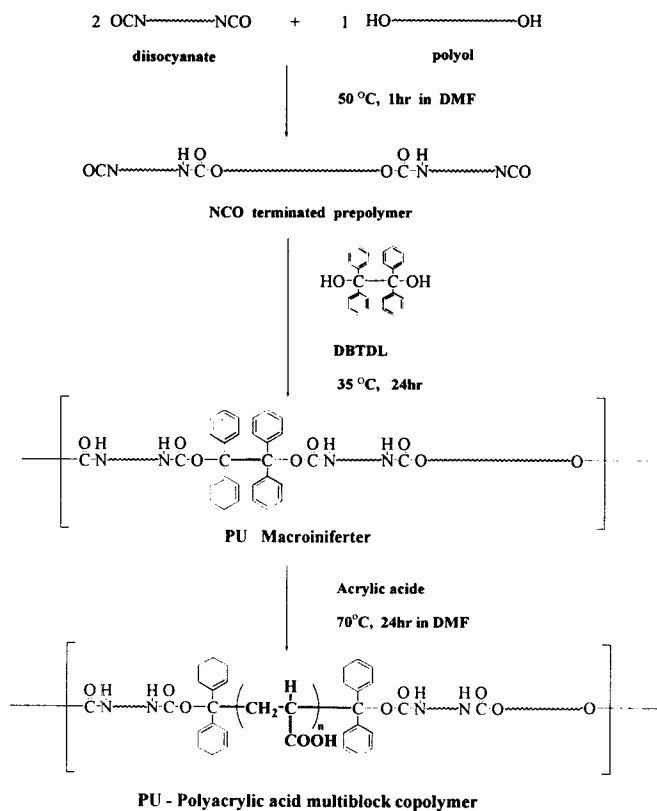 2 OCN NCO + 1 HO OH
diisocyanate polyol
50 °C, 1hr in DMF
H O O H
OCN N-C-O O-C-N NCO
NCO terminated prepolymer
HO-C C-OH
DBTDL
35 °C, 24hr
O H H O O H H O
C-N N-C-O-C C-O-C-N N-C-O O
PU Macroiniferter
Acrylic acide
70°C, 24hr in DMF
O H H O H O H H O
C-N N-C-O-C CH2-C n C-O-C-N N-C-O O
COOH
PU - Polyacrylic acid multiblock copolymer